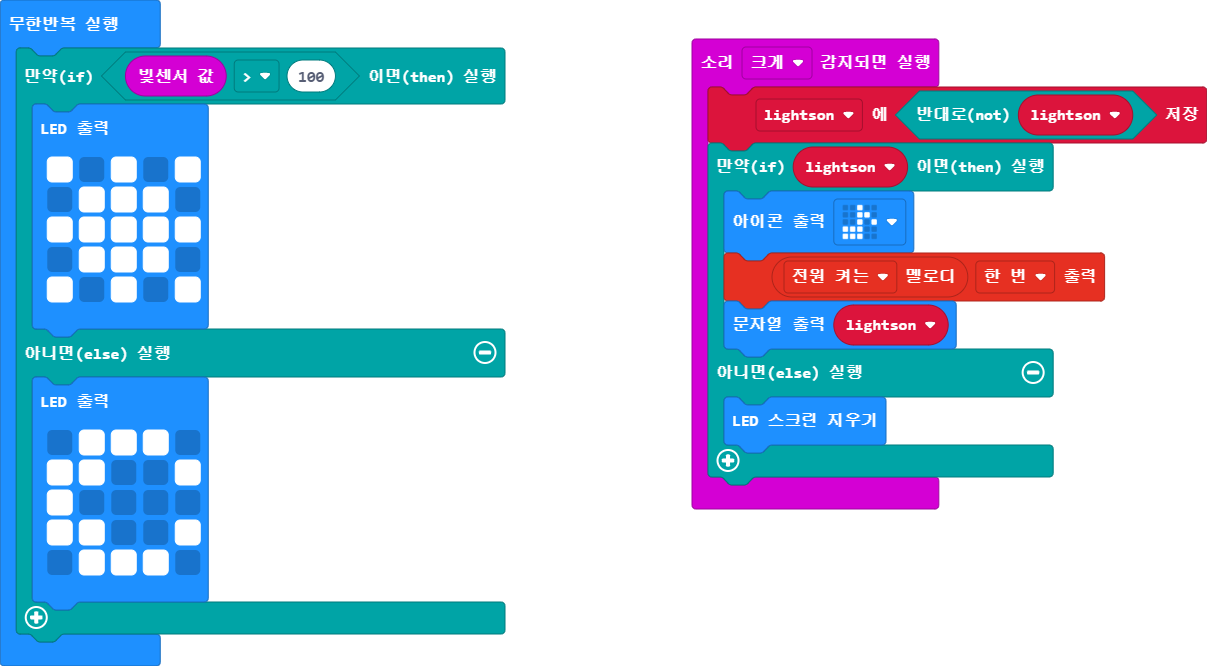 무한반복 실행
만약(if) 빛센서 값 > 100 이면(then) 실행
LED 출력
아니면(else) 실행
LED 출력
소리 크게 감지되면 실행
lightson 에 반대로(not) lightson 저장
만약(if) lightson 이면(then) 실행
아이콘 출력
전원 켜는 멜로디 한 번 출력
문자열 출력 lightson
아니면(else) 실행
LED 스크린 지우기